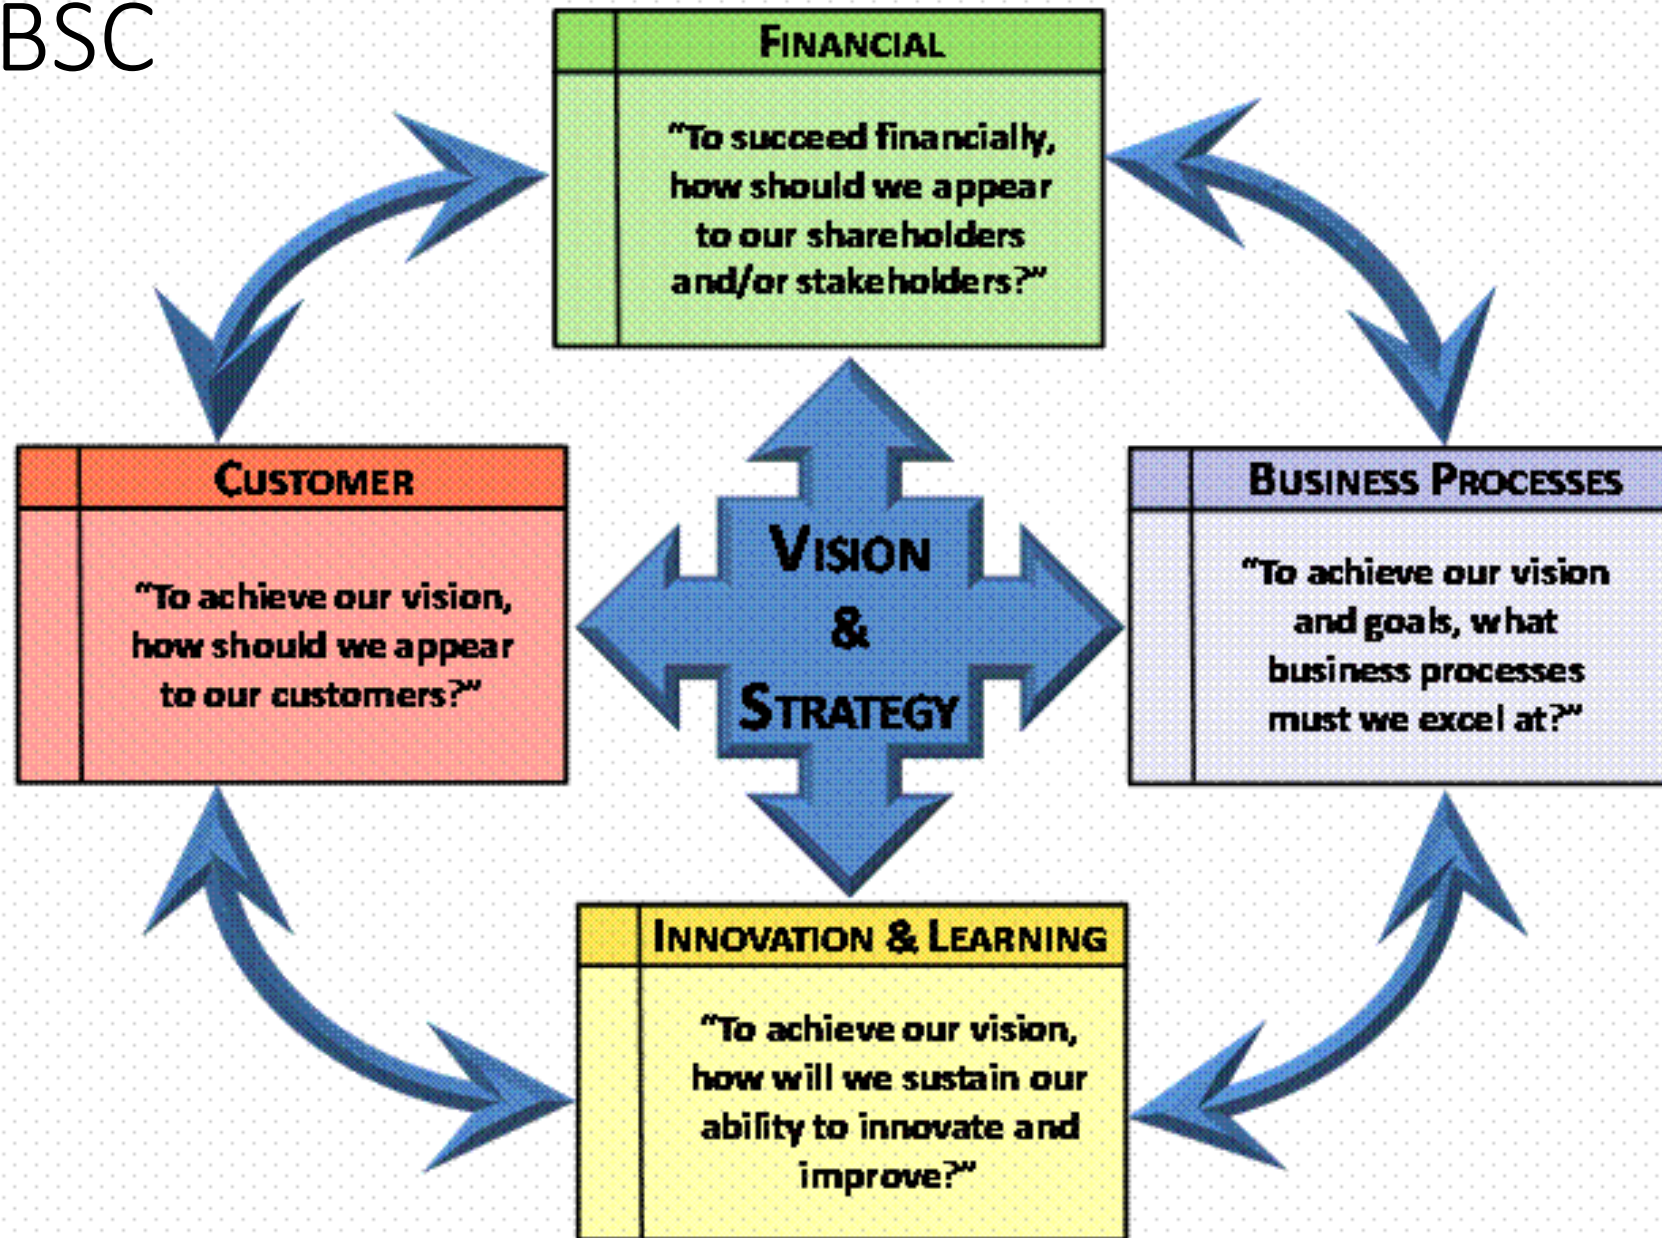 BSC
FINANCIAL
“To succeed financially,
how should we appear
to our shareholders
and/or stakeholders?”
CUSTOMER
“To achieve our vision,
how should we appear
to our customers?”
VISION
&
STRATEGY
BUSINESS PROCESSES
“To achieve our vision
and goals, what
business processes
must we excel at?”
INNOVATION & LEARNING
“To achieve our vision,
how will we sustain our
ability to innovate and
improve?”